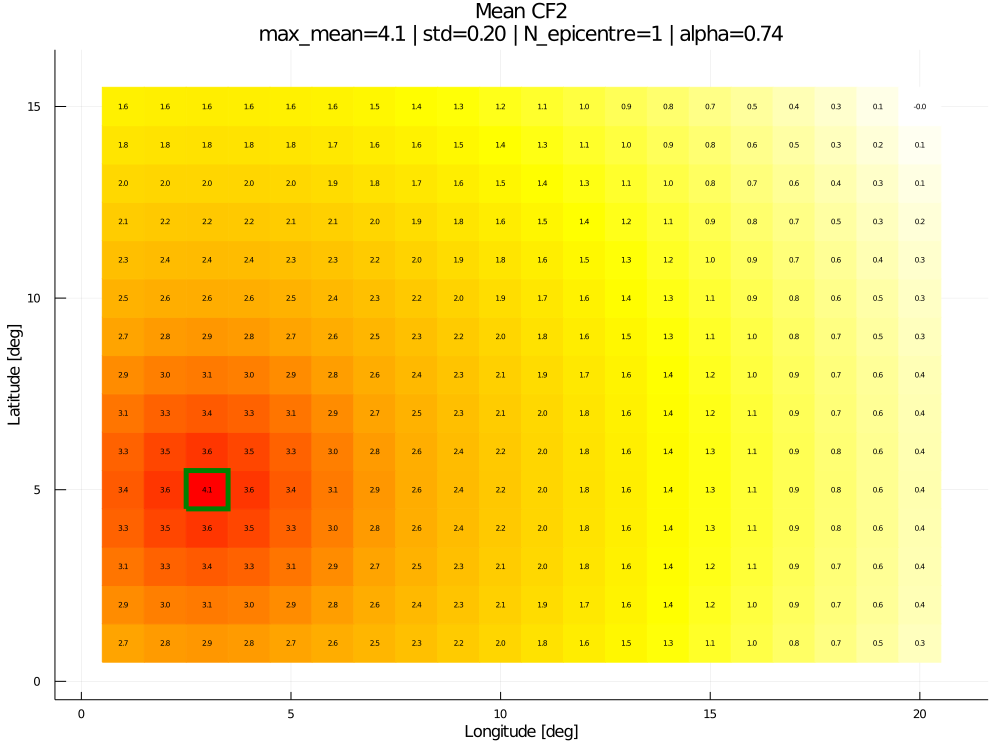 Mean CF2
max_mean=4.1 | std=0.20 | N_epicentre=1 | alpha=0.74
15
1.6 1.6 1.6 1.6 1.6 1.6 1.5 1.4 1.3 1.2 1.1 1.0 0.9 0.8 0.7 0.5 0.4 0.3 0.1 -0.0
1.8 1.8 1.8 1.8 1.8 1.7 1.6 1.6 1.5 1.4 1.3 1.1 1.0 0.9 0.8 0.6 0.5 0.3 0.2 0.1
2.0 2.0 2.0 2.0 2.0 1.9 1.8 1.7 1.6 1.5 1.4 1.3 1.1 1.0 0.8 0.7 0.6 0.4 0.3 0.1
2.1 2.2 2.2 2.2 2.1 2.1 2.0 1.9 1.8 1.6 1.5 1.4 1.2 1.1 0.9 0.8 0.7 0.5 0.3 0.2
2.3 2.4 2.4 2.4 2.3 2.3 2.2 2.0 1.9 1.8 1.6 1.5 1.3 1.2 1.0 0.9 0.7 0.6 0.4 0.3
10
2.5 2.6 2.6 2.6 2.5 2.4 2.3 2.2 2.0 1.9 1.7 1.6 1.4 1.3 1.1 0.9 0.8 0.6 0.5 0.3
2.7 2.8 2.9 2.8 2.7 2.6 2.5 2.3 2.2 2.0 1.8 1.6 1.5 1.3 1.1 1.0 0.8 0.7 0.5 0.3
2.9 3.0 3.1 3.0 2.9 2.8 2.6 2.4 2.3 2.1 1.9 1.7 1.6 1.4 1.2 1.0 0.9 0.7 0.6 0.4
3.1 3.3 3.4 3.3 3.1 2.9 2.7 2.5 2.3 2.1 2.0 1.8 1.6 1.4 1.2 1.1 0.9 0.7 0.6 0.4
3.3 3.5 3.6 3.5 3.3 3.0 2.8 2.6 2.4 2.2 2.0 1.8 1.6 1.4 1.3 1.1 0.9 0.8 0.6 0.4
5
3.4 3.6 4.1 3.6 3.4 3.1 2.9 2.6 2.4 2.2 2.0 1.8 1.6 1.4 1.3 1.1 0.9 0.8 0.6 0.4
3.3 3.5 3.6 3.5 3.3 3.0 2.8 2.6 2.4 2.2 2.0 1.8 1.6 1.4 1.3 1.1 0.9 0.8 0.6 0.4
3.1 3.3 3.4 3.3 3.1 2.9 2.7 2.5 2.3 2.1 2.0 1.8 1.6 1.4 1.2 1.1 0.9 0.7 0.6 0.4
2.9 3.0 3.1 3.0 2.9 2.8 2.6 2.4 2.3 2.1 1.9 1.7 1.6 1.4 1.2 1.0 0.9 0.7 0.6 0.4
2.7 2.8 2.9 2.8 2.7 2.6 2.5 2.3 2.2 2.0 1.8 1.6 1.5 1.3 1.1 1.0 0.8 0.7 0.5 0.3
0
Latitude [deg]
0 5 10 15 20
Longitude [deg]